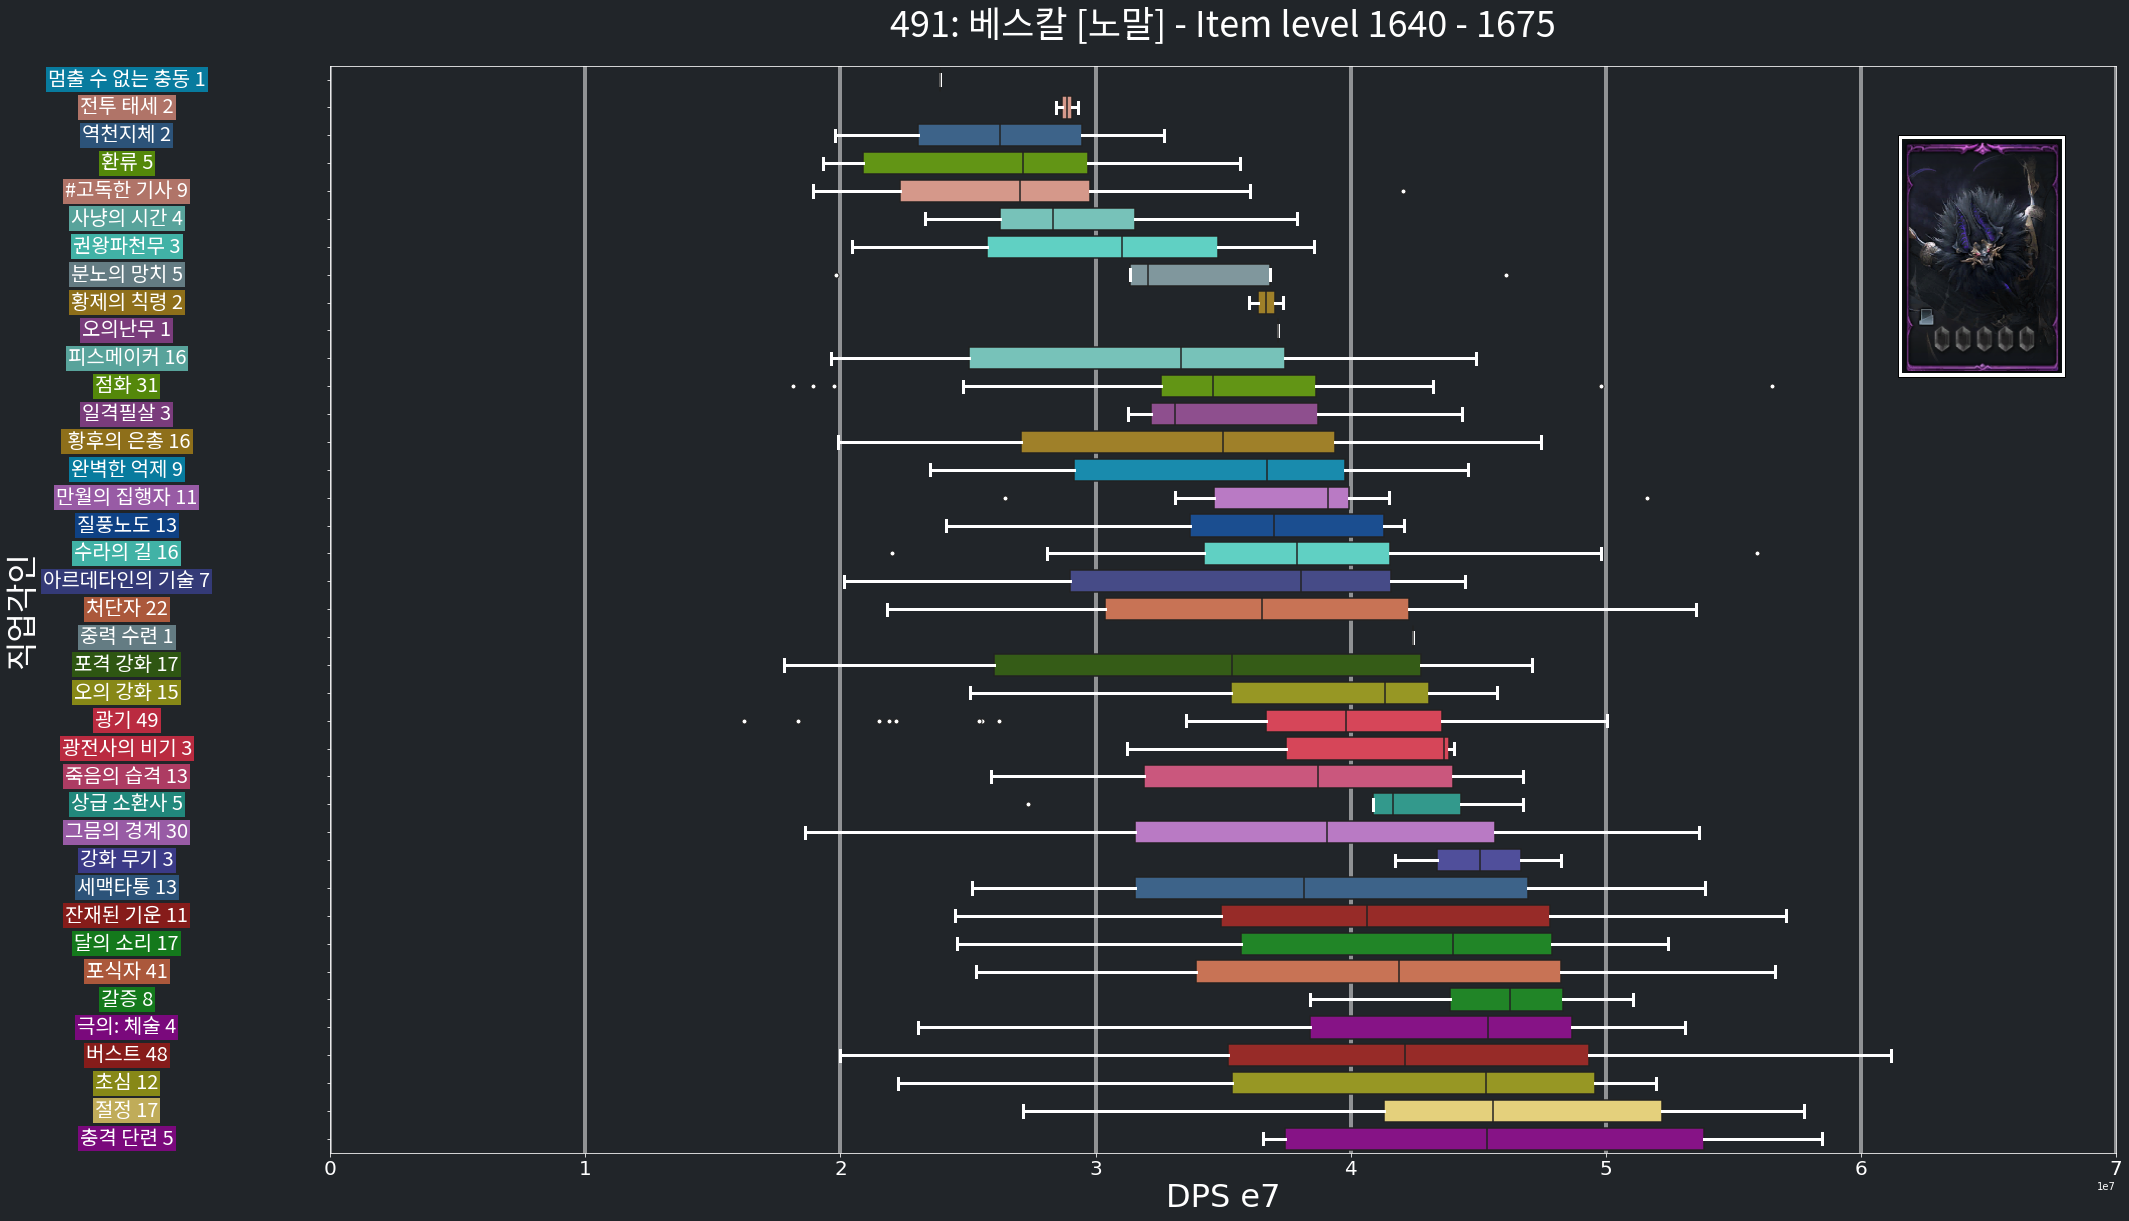 491: 베스칼 [노말] - Item level 1640 - 1675
멈출 수 없는 충동 1
전투 태세 2
역천지체 2
환류 5
#고독한 기사 9
사냥의 시간 4
권왕파천무 3
분노의 망치 5
황제의 칙령 2
오의난무 1
피스메이커 16
점화 31
일격필살 3
황후의 은총 16
완벽한 억제 9
만월의 집행자 11
질풍노도 13
수라의 길 16
아르데타인의 기술 7
처단자 22
중력 수련 1
포격 강화 17
오의 강화 15
광기 49
광전사의 비기 3
죽음의 습격 13
상급 소환사 5
그믐의 경계 30
강화 무기 3
세맥타통 13
잔재된 기운 11
달의 소리 17
포식자 41
갈증 8
극의: 체술 4
버스트 48
초심 12
절정 17
충격 단련 5
직업각인
0 1 2 3 4 5 6 7
1e7
DPS e7